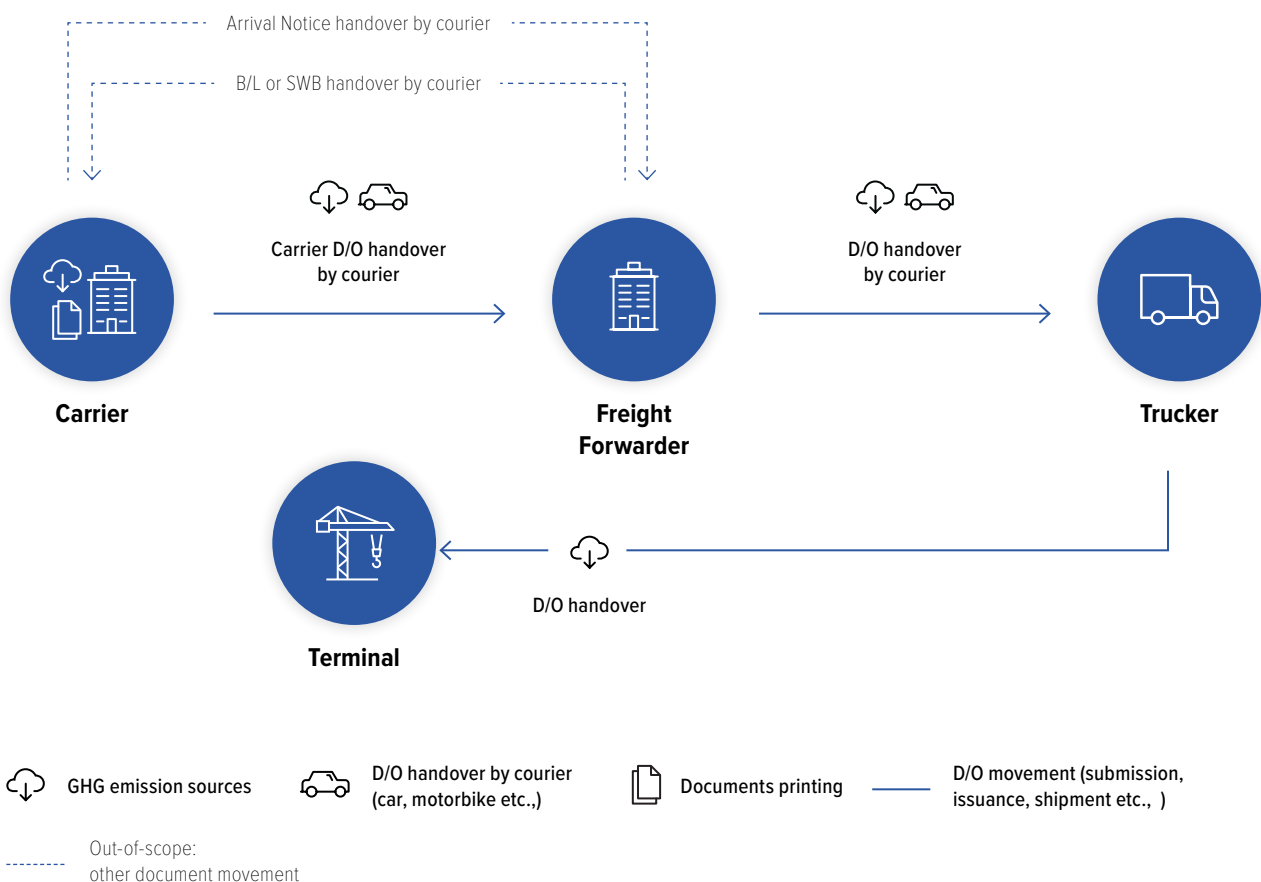 Arrival Notice handover by courier
B/L or SWB handover by courier
Carrier D/O handover
by courier
D/O handover
by courier
Carrier
Freight
Forwarder
Trucker
D/O handover
Terminal
GHG emission sources
D/O handover by courier
(car, motorbike etc.,)
Documents printing
D/O movement (submission,
issuance, shipment etc., )
Out-of-scope:
other document movement